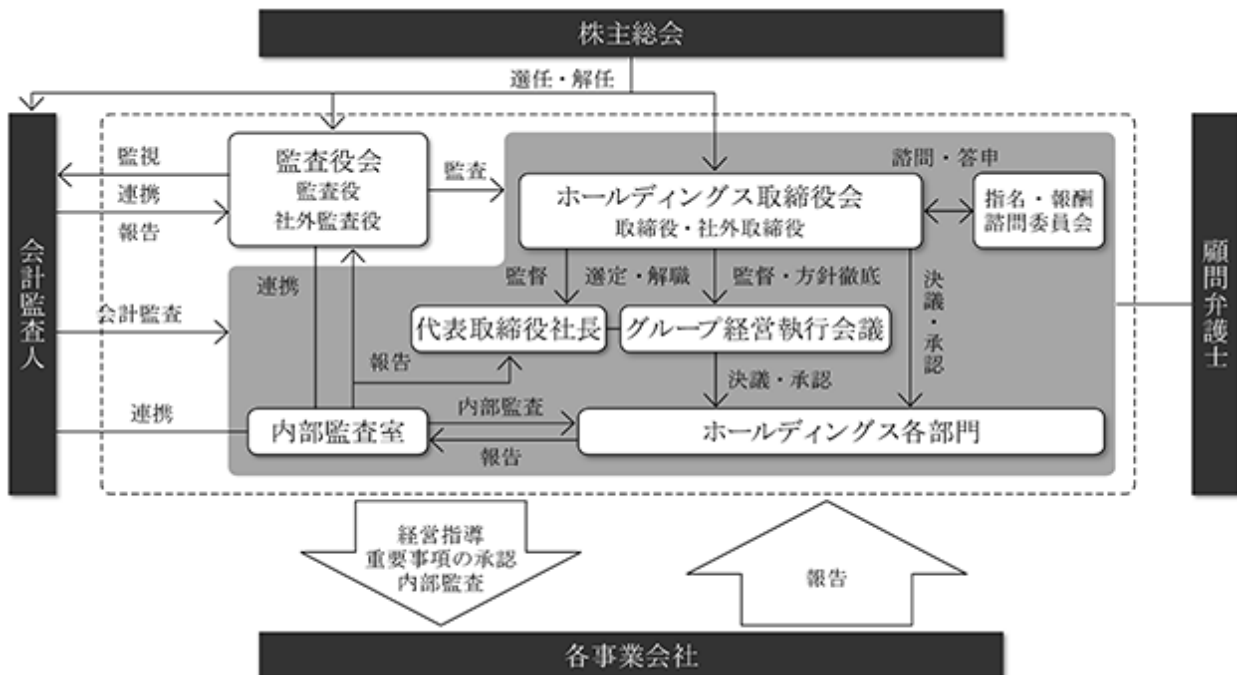 株主総会
選任・解任
監査役会
監査役
社外監査役
監視
連携
報告
監査
諮問・答申
ホールディングス取締役会
取締役・社外取締役
指名・報酬
諮問委員会
会計監査人
顧問弁護士
連携
監督
選定・解職
監督・方針徹底
決議・承認
会計監査
代表取締役社長
グループ経営執行会議
報告
決議・承認
連携
内部監査
内部監査室
ホールディングス各部門
報告
経営指導
重要事項の承認
内部監査
報告
各事業会社